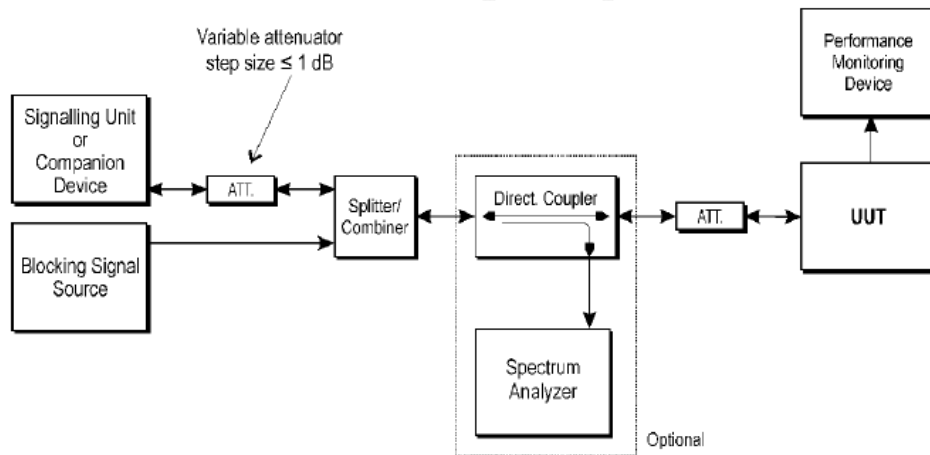 Variable attenuator
step size ≤ 1 dB
Performance
Monitoring
Device
Signalling Unit
or
Companion
Device
ATT.
Splitter/
Combiner
Direct. Coupler
ATT.
UUT
Blocking Signal
Source
Spectrum
Analyzer
Optional